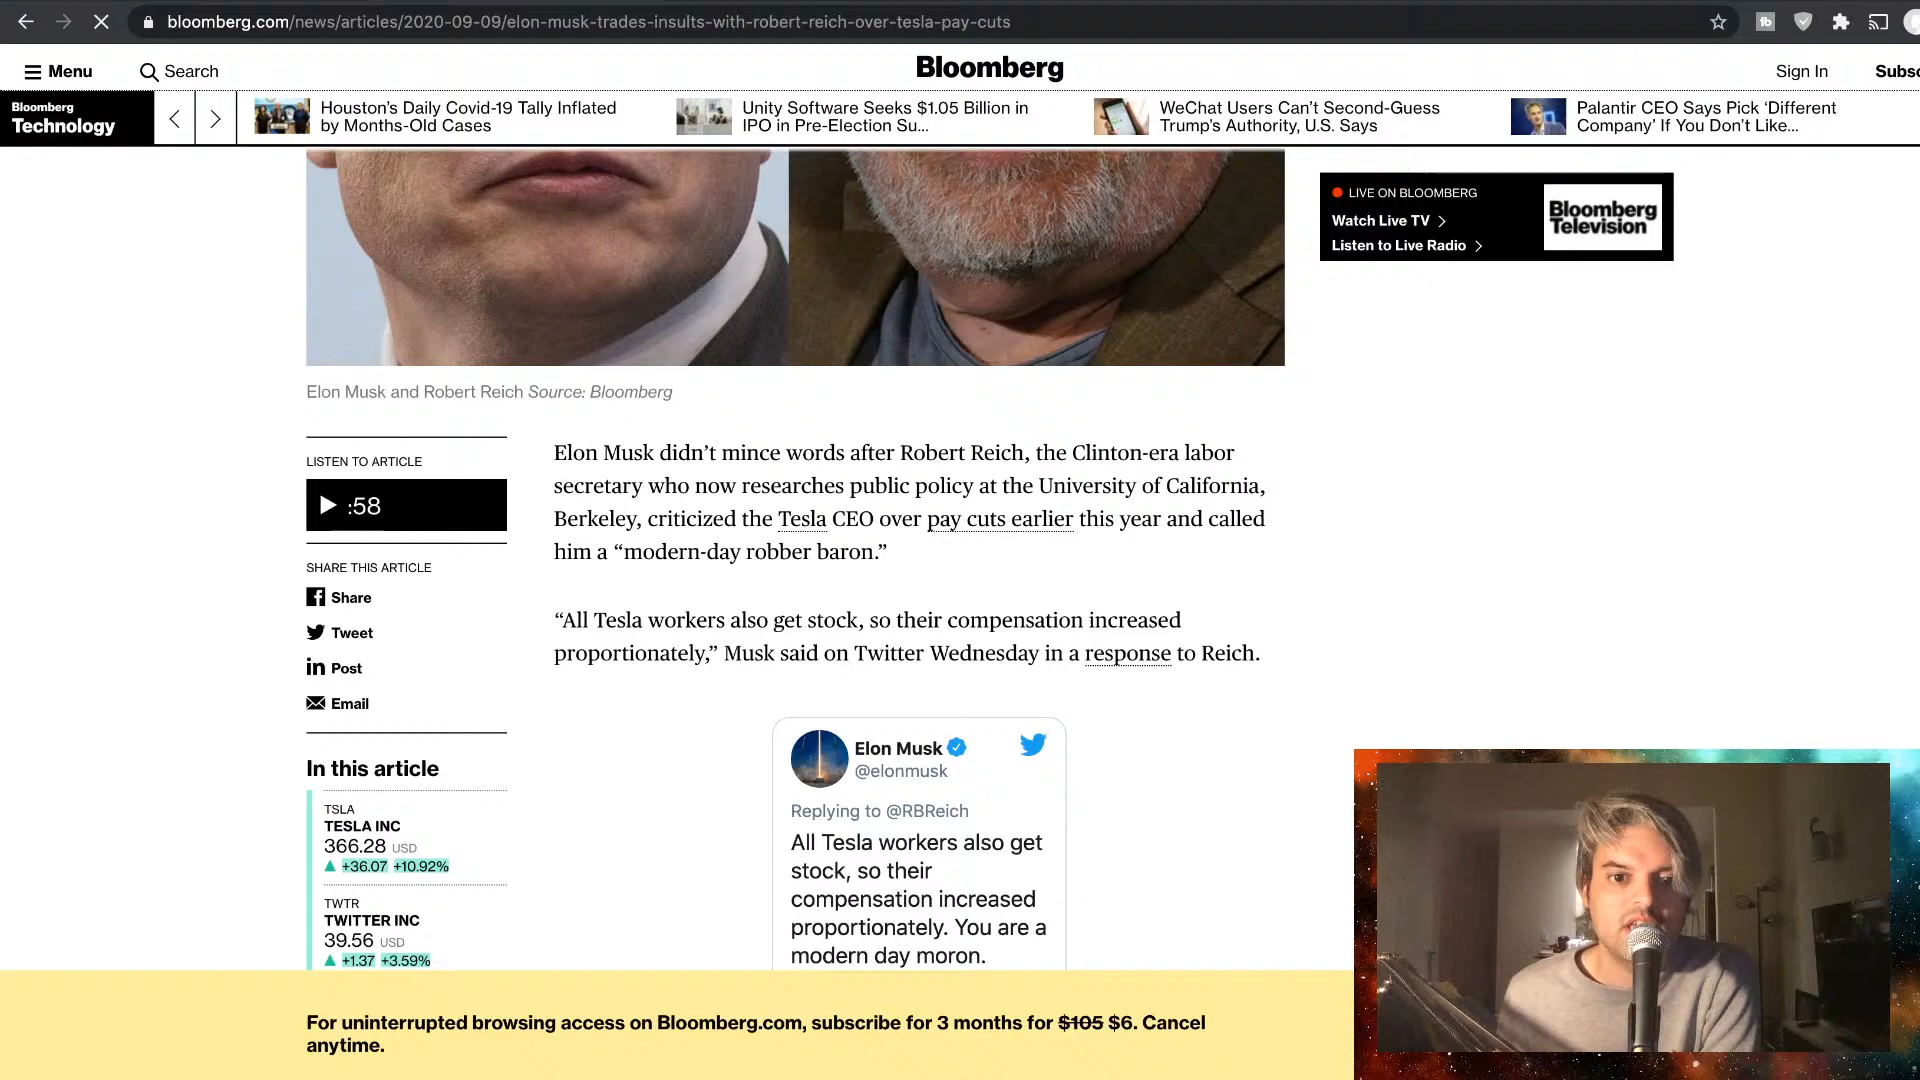 bloomberg.com/news/articles/2020-09-09/elon-musk-trades-insults-with-robert-reich-over-tesla-pay-cuts
Menu
Search
Bloomberg
Sign In
Bloomberg
Technology
Houston’s Daily Covid-19 Tally Inflated
by Months-Old Cases
Unity Software Seeks $1.05 Billion in
IPO in Pre-Election Su...
WeChat Users Can’t Second-Guess
Trump’s Authority, U.S. Says
Palantir CEO Says Pick ‘Different
Company’ If You Don’t Like...
LIVE ON BLOOMBERG
Watch Live TV
Listen to Live Radio
Bloomberg
Television
Elon Musk and Robert Reich Source: Bloomberg
LISTEN TO ARTICLE
:58
SHARE THIS ARTICLE
Share
Tweet
Post
Email
In this article
TSLA
TESLA INC
366.28 USD
+36.07 +10.92%
TWTR
TWITTER INC
39.56 USD
+1.37 +3.59%
Elon Musk didn’t mince words after Robert Reich, the Clinton-era labor
secretary who now researches public policy at the University of California,
Berkeley, criticized the Tesla CEO over pay cuts earlier this year and called
him a “modern-day robber baron.”
“All Tesla workers also get stock, so their compensation increased
proportionately,” Musk said on Twitter Wednesday in a response to Reich.
Elon Musk
@elonmusk
Replying to @RBReich
All Tesla workers also get
stock, so their
compensation increased
proportionately. You are a
modern day moron.
For uninterrupted browsing access on Bloomberg.com, subscribe for 3 months for $105 $6. Cancel
anytime.